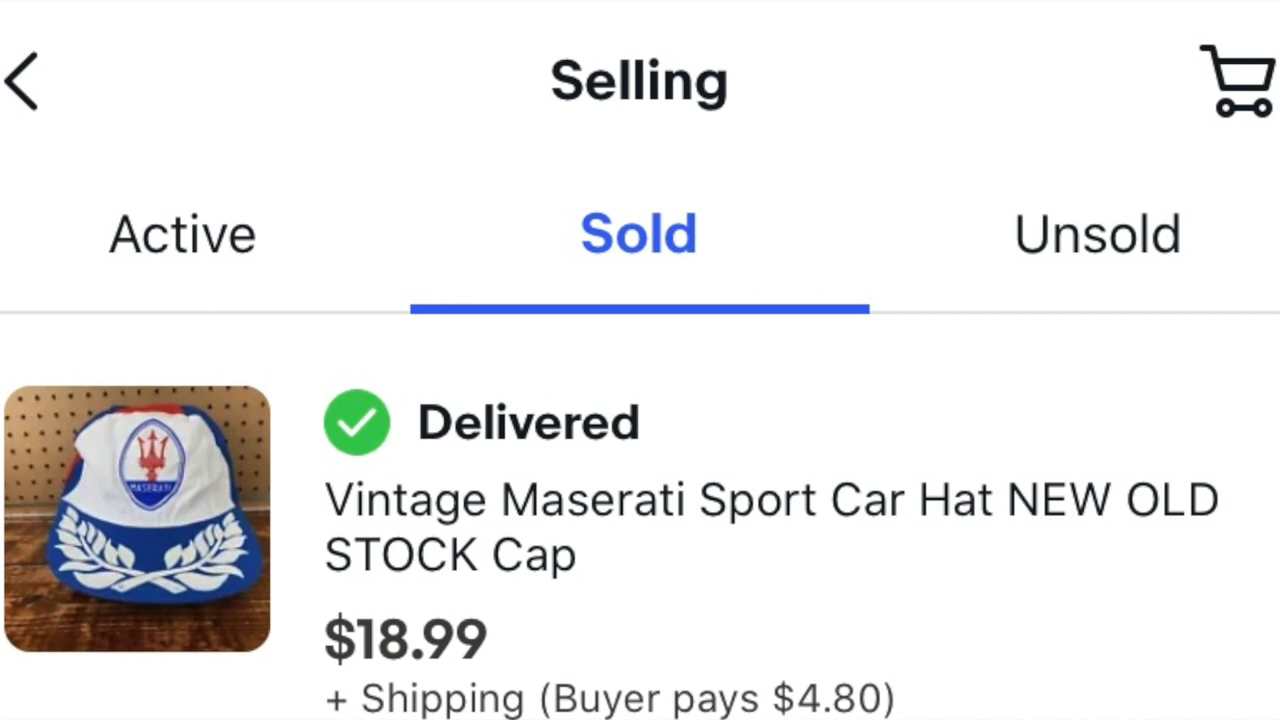 Selling
Active Sold Unsold
Delivered
Vintage Maserati Sport Car Hat NEW OLD
STOCK Cap
$18.99
+ Shipping (Buyer pays $4.80)
MASERATI